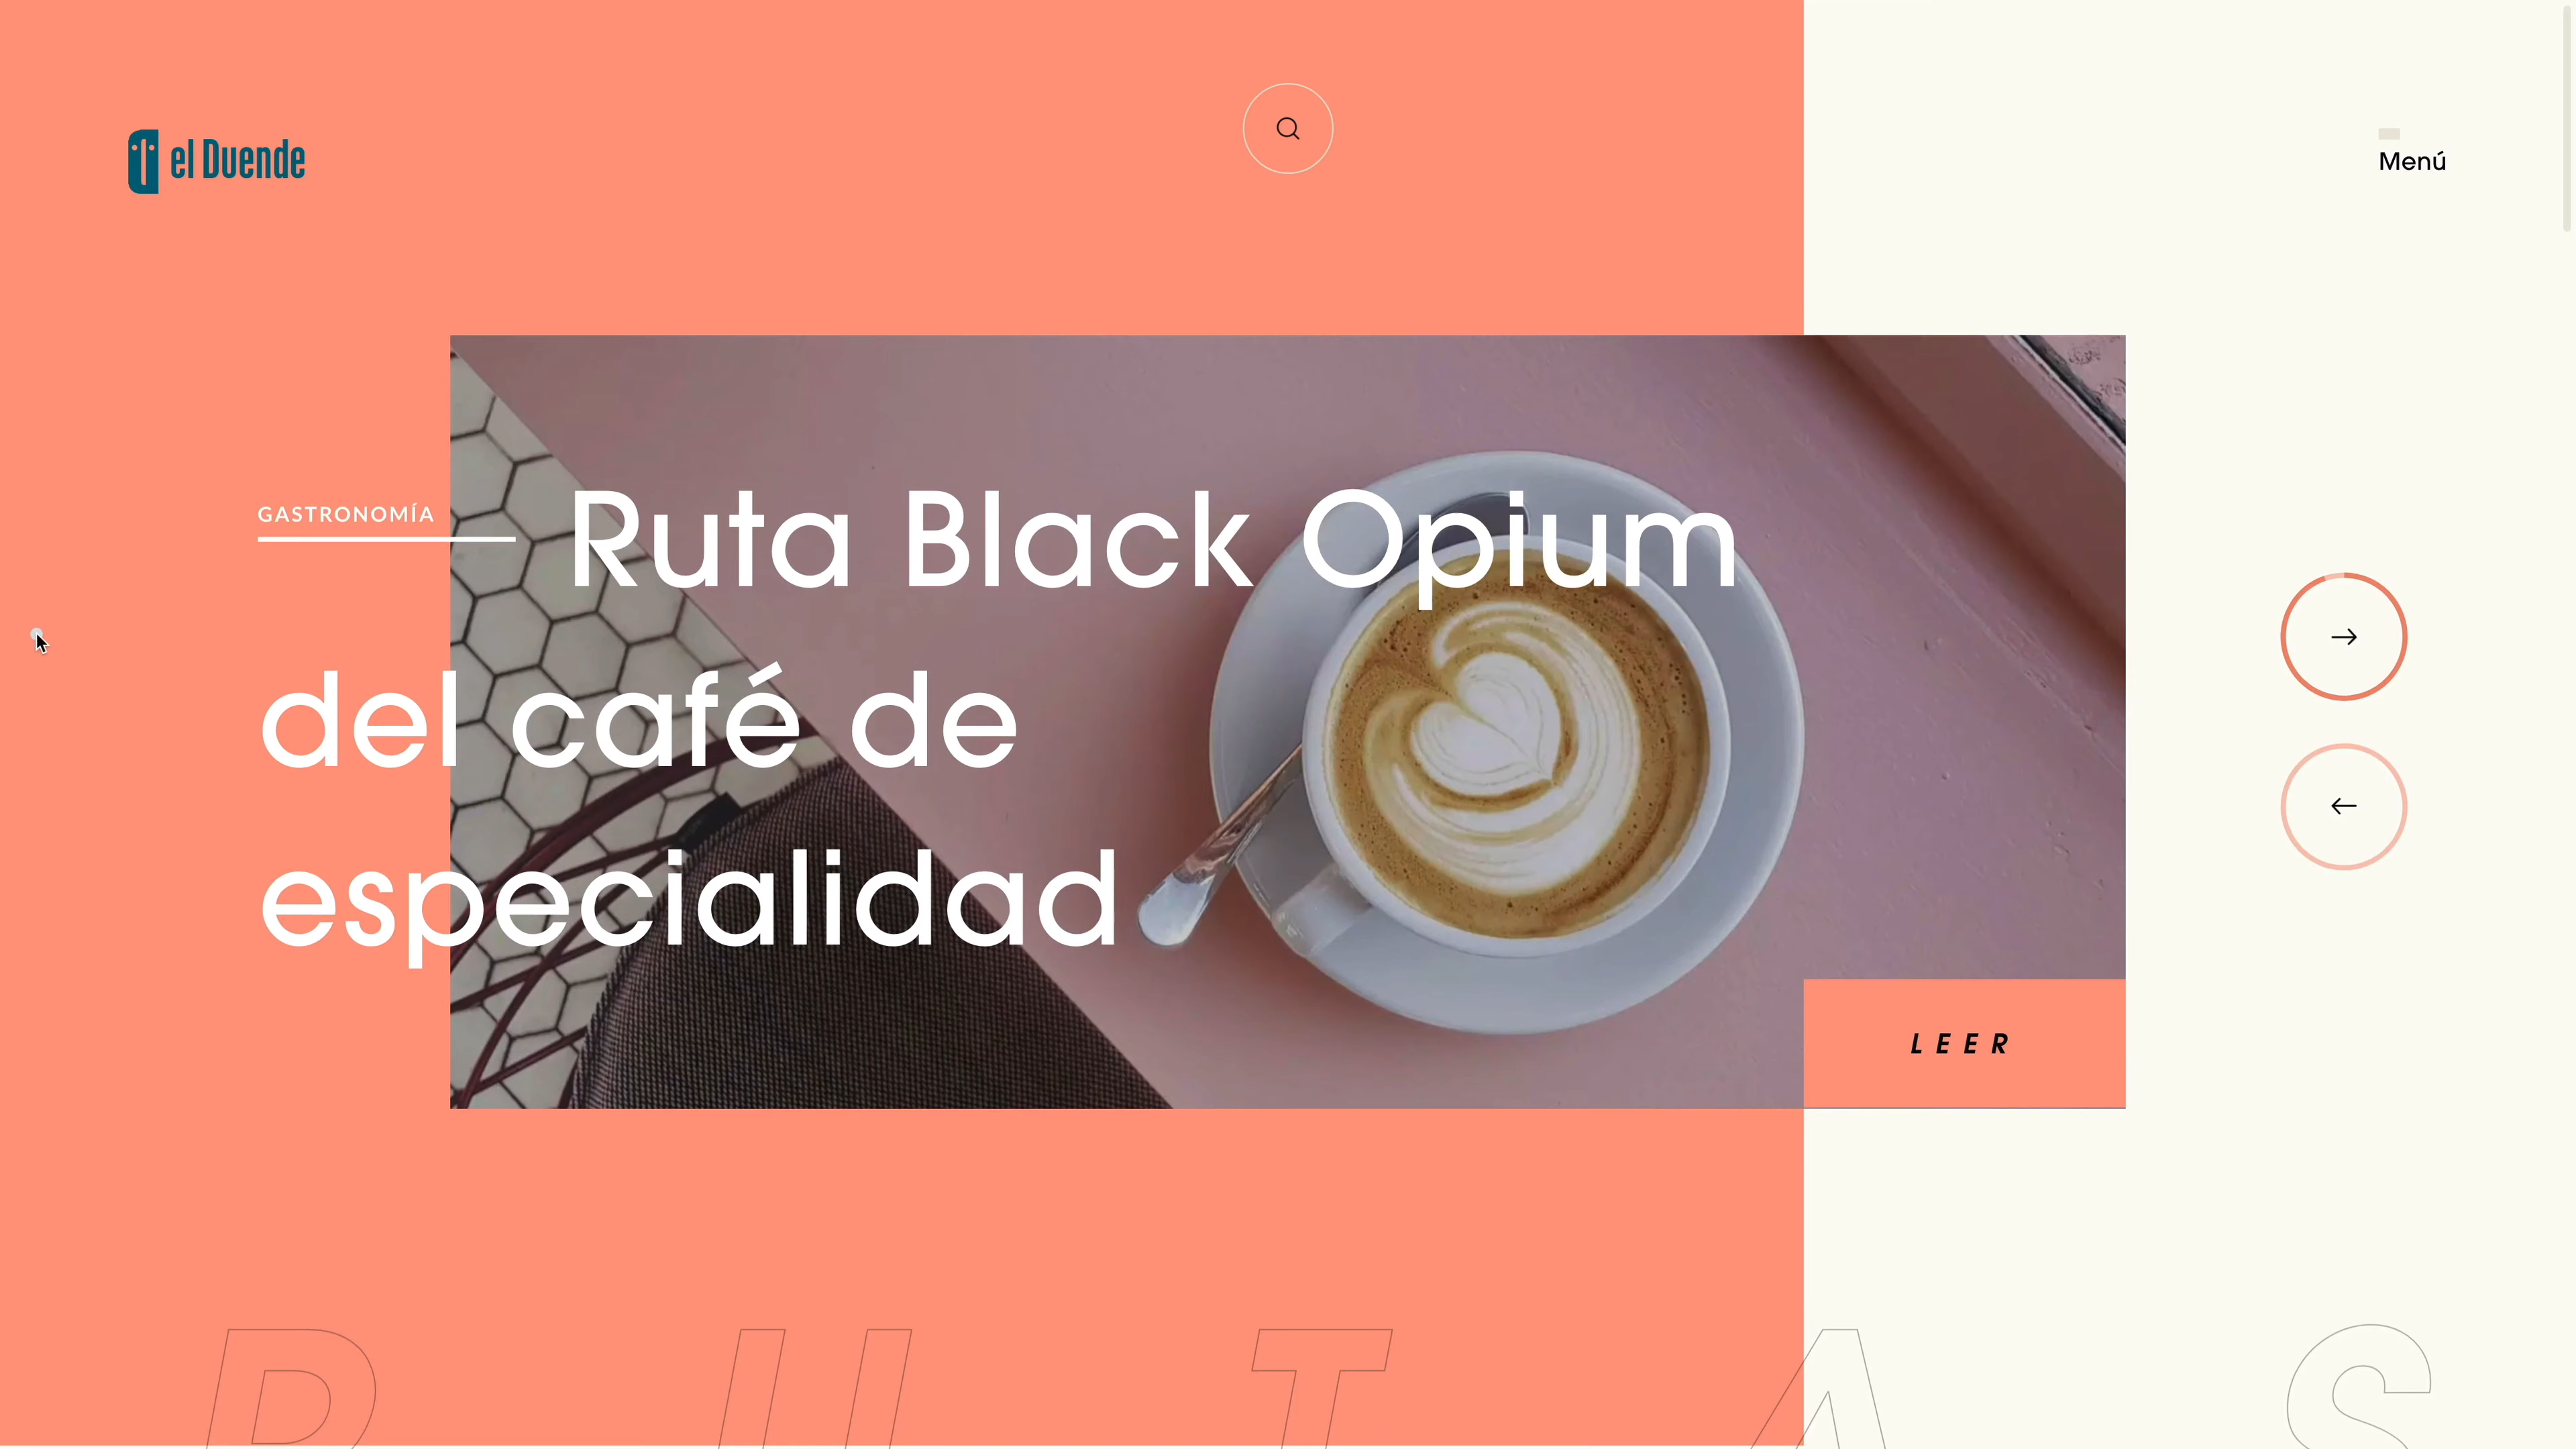 el Duende
Menú
GASTRONOMÍA
Ruta Black Opium
del café de
especialidad
LEER
RUTAS